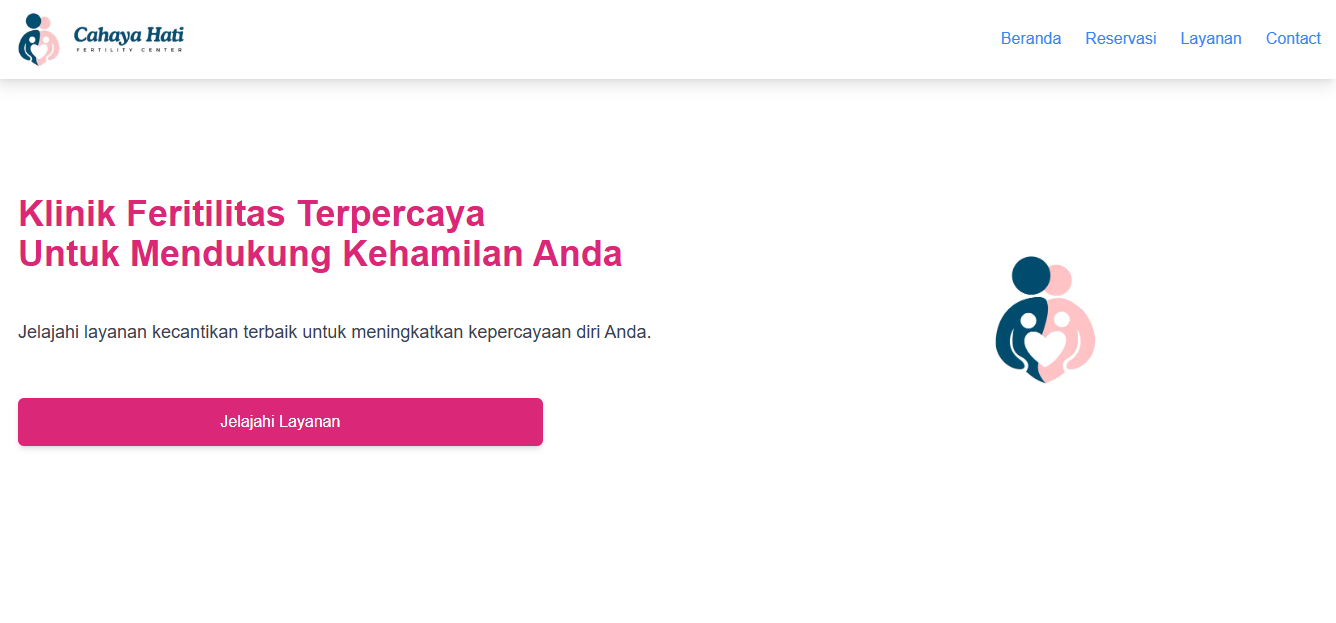 Cahaya Hati
FERTILITY CENTER
Beranda
Reservasi
Layanan
Contact
Klinik Feritilitas Terpercaya
Untuk Mendukung Kehamilan Anda
Jelajahi layanan kecantikan terbaik untuk meningkatkan kepercayaan diri Anda.
Jelajahi Layanan